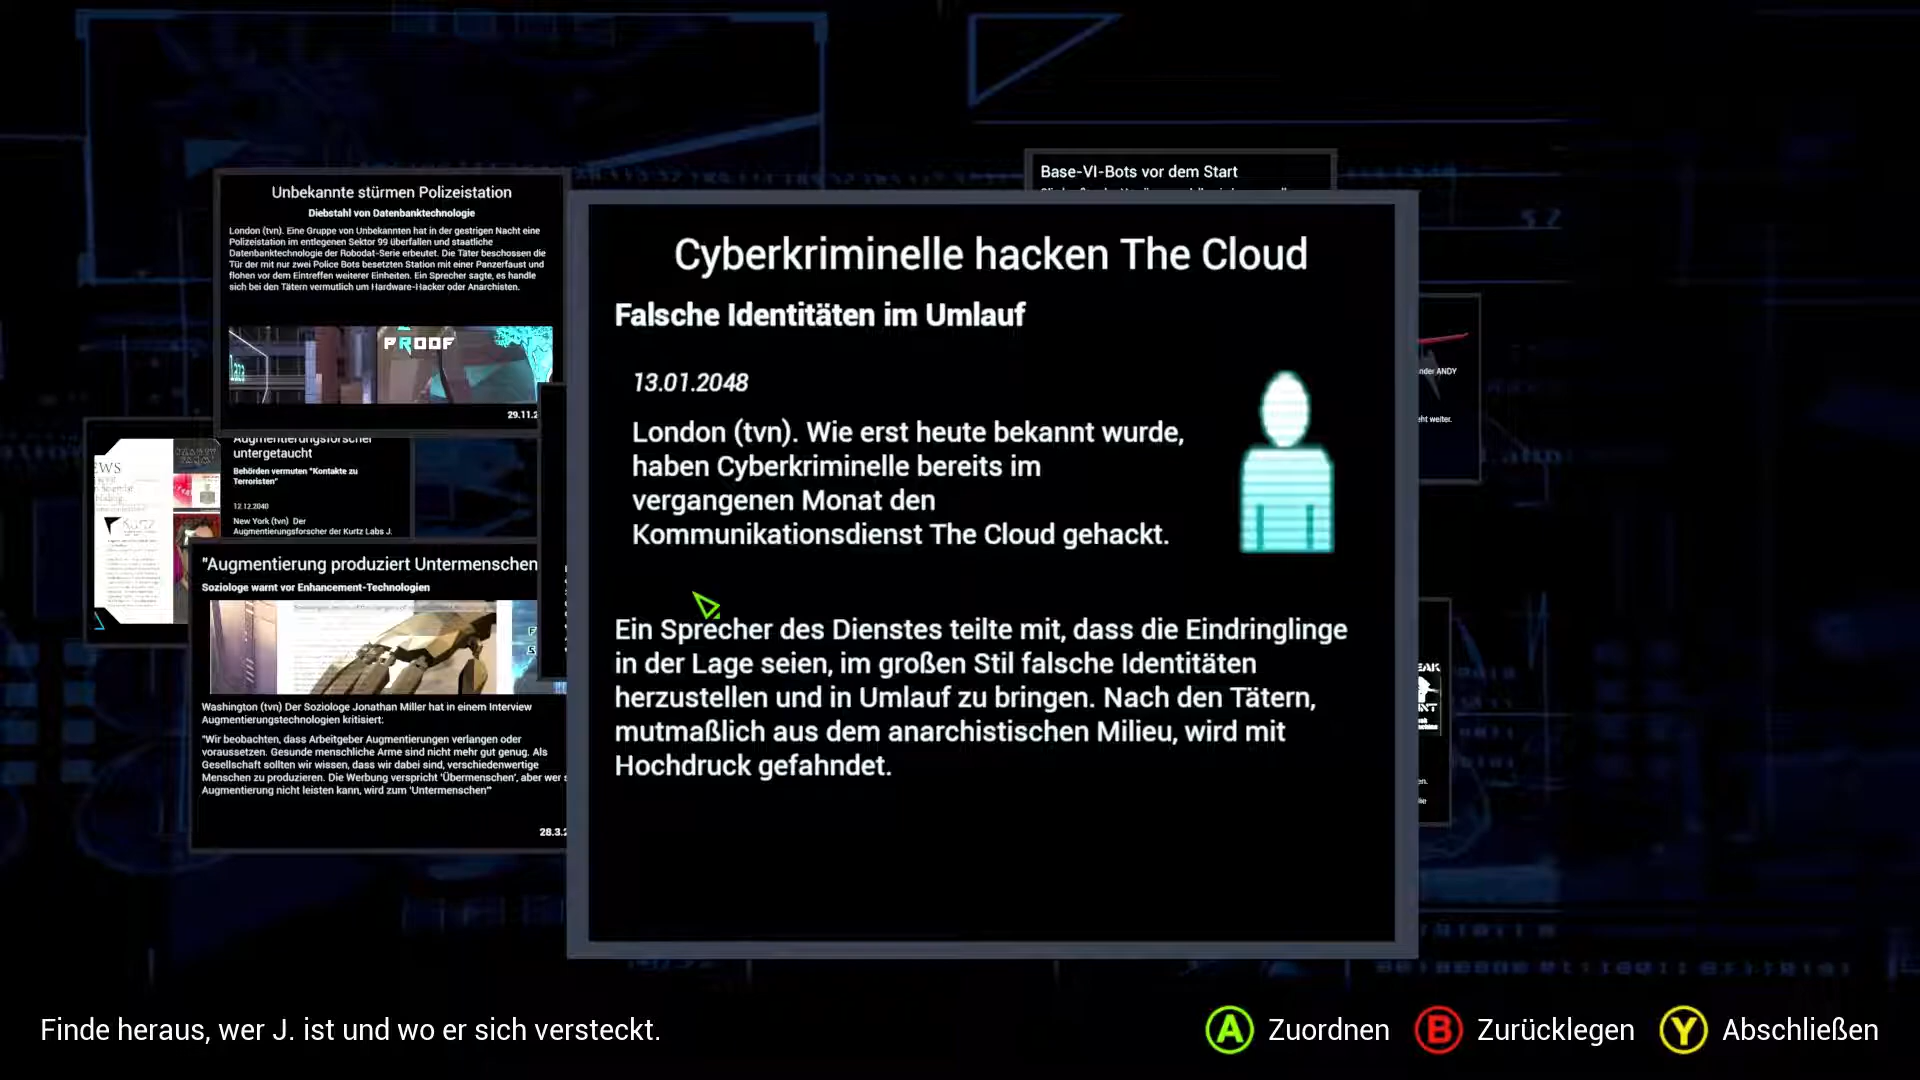 Base-VI-Bots vor dem Start
Unbekannte stürmen Polizeistation
Diebstahl von Datenbanktechnologie
London (tvn). Eine Gruppe von Unbekannten hat in der gestrigen Nacht eine
Polizeistation im entlegenen Sektor 99 überfallen und staatliche
Datenbanktechnologie der Robodat-Serie erbeutet. Die Täter beschossen die
Tür der mit nur zwei Police Bots besetzten Station mit einer Panzerfaust und
flohen vor dem Eintreffen weiterer Einheiten. Ein Sprecher sagte, es handle
sich bei den Tätern vermutlich um Hardware-Hacker oder Anarchisten.
PROOF
29.11.2
Augmentierungsforscher
untergetaucht
Behörden vermuten "Kontakte zu
Terroristen"
12.12.2040
New York (tvn) Der
Augmentierungsforscher der Kurtz Labs J.
"Augmentierung produziert Untermenschen
Soziologe warnt vor Enhancement-Technologien
Washington (tvn) Der Soziologe Jonathan Miller hat in einem Interview
Augmentierungstechnologien kritisiert:
"Wir beobachten, dass Arbeitgeber Augmentierungen verlangen oder
voraussetzen. Gesunde menschliche Arme sind nicht mehr gut genug. Als
Gesellschaft sollten wir wissen, dass wir dabei sind, verschiedenwertige
Menschen zu produzieren. Die Werbung verspricht 'Übermenschen', aber wer s
Augmentierung nicht leisten kann, wird zum 'Untermenschen'"
28.3.2
Cyberkriminelle hacken The Cloud
Falsche Identitäten im Umlauf
13.01.2048
London (tvn). Wie erst heute bekannt wurde,
haben Cyberkriminelle bereits im
vergangenen Monat den
Kommunikationsdienst The Cloud gehackt.
Ein Sprecher des Dienstes teilte mit, dass die Eindringlinge
in der Lage seien, im großen Stil falsche Identitäten
herzustellen und in Umlauf zu bringen. Nach den Tätern,
mutmaßlich aus dem anarchistischen Milieu, wird mit
Hochdruck gefahndet.
nder ANDY
eht weiter.
Finde heraus, wer J. ist und wo er sich versteckt.
A Zuordnen B Zurücklegen Y Abschließen